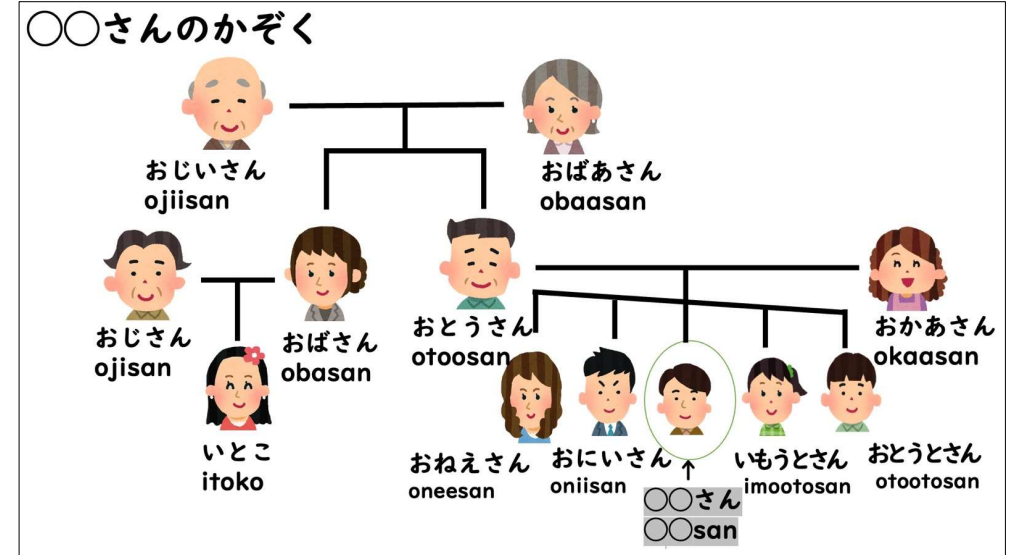 ○○さんのかぞく
おじいさん
ojiisan
おばあさん
obaasan
おじさん
ojisan
おばさん
obasan
おとうさん
otoosan
おかあさん
okaasan
いとこ
itoko
おねえさん
oneesan
おにいさん
oniisan
○○さん
○○san
いもうとさん
imootosan
おとうとさん
otootosan